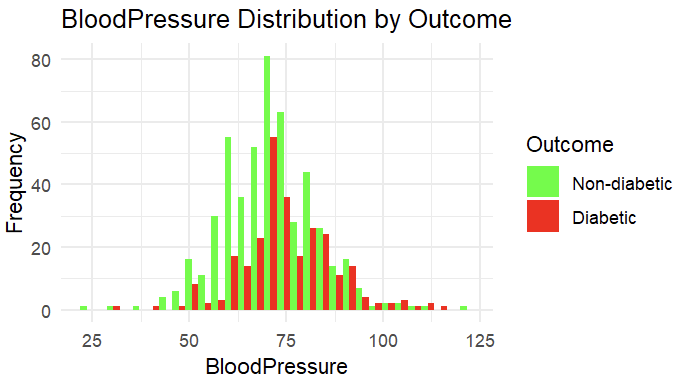 BloodPressure Distribution by Outcome
80
60
40
20
0
Frequency
25
50
75
100
125
BloodPressure
Outcome
Non-diabetic
Diabetic